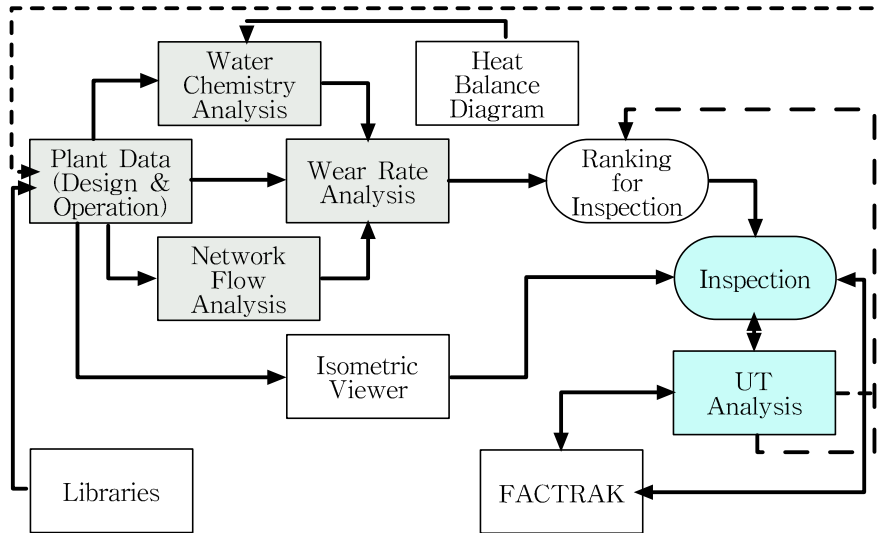 Water
Chemistry
Analysis
Heat
Balance
Diagram
Plant Data
(Design &
Operation)
Wear Rate
Analysis
Ranking
for
Inspection
Network
Flow
Analysis
Inspection
Isometric
Viewer
UT
Analysis
Libraries
FACTRAK